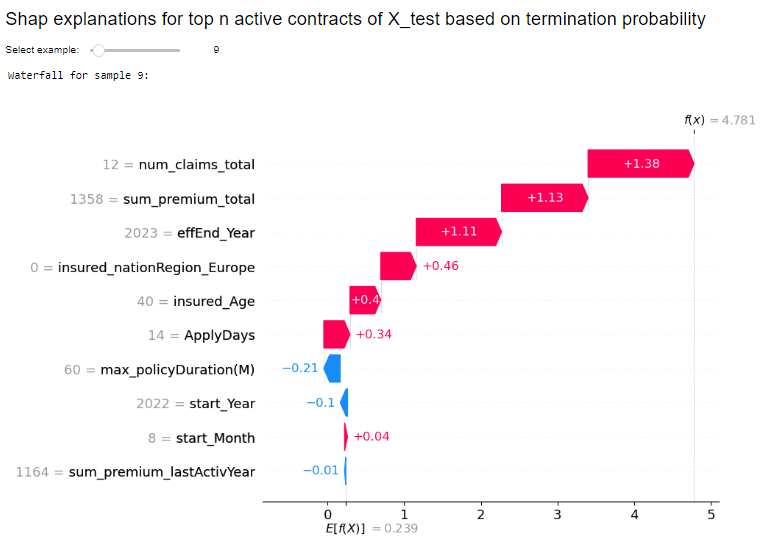 Shap explanations for top n active contracts of X_test based on termination probability
Select example: 9
Waterfall for sample 9:
f(x) = 4.781
12 = num_claims_total +1.38
1358 = sum_premium_total +1.13
2023 = effEnd_Year +1.11
0 = insured_nationRegion_Europe +0.46
40 = insured_Age +0.4
14 = ApplyDays +0.34
60 = max_policyDuration(M) −0.21
2022 = start_Year −0.1
8 = start_Month +0.04
1164 = sum_premium_lastActivYear −0.01
0 1 2 3 4 5
E[f(X)] = 0.239